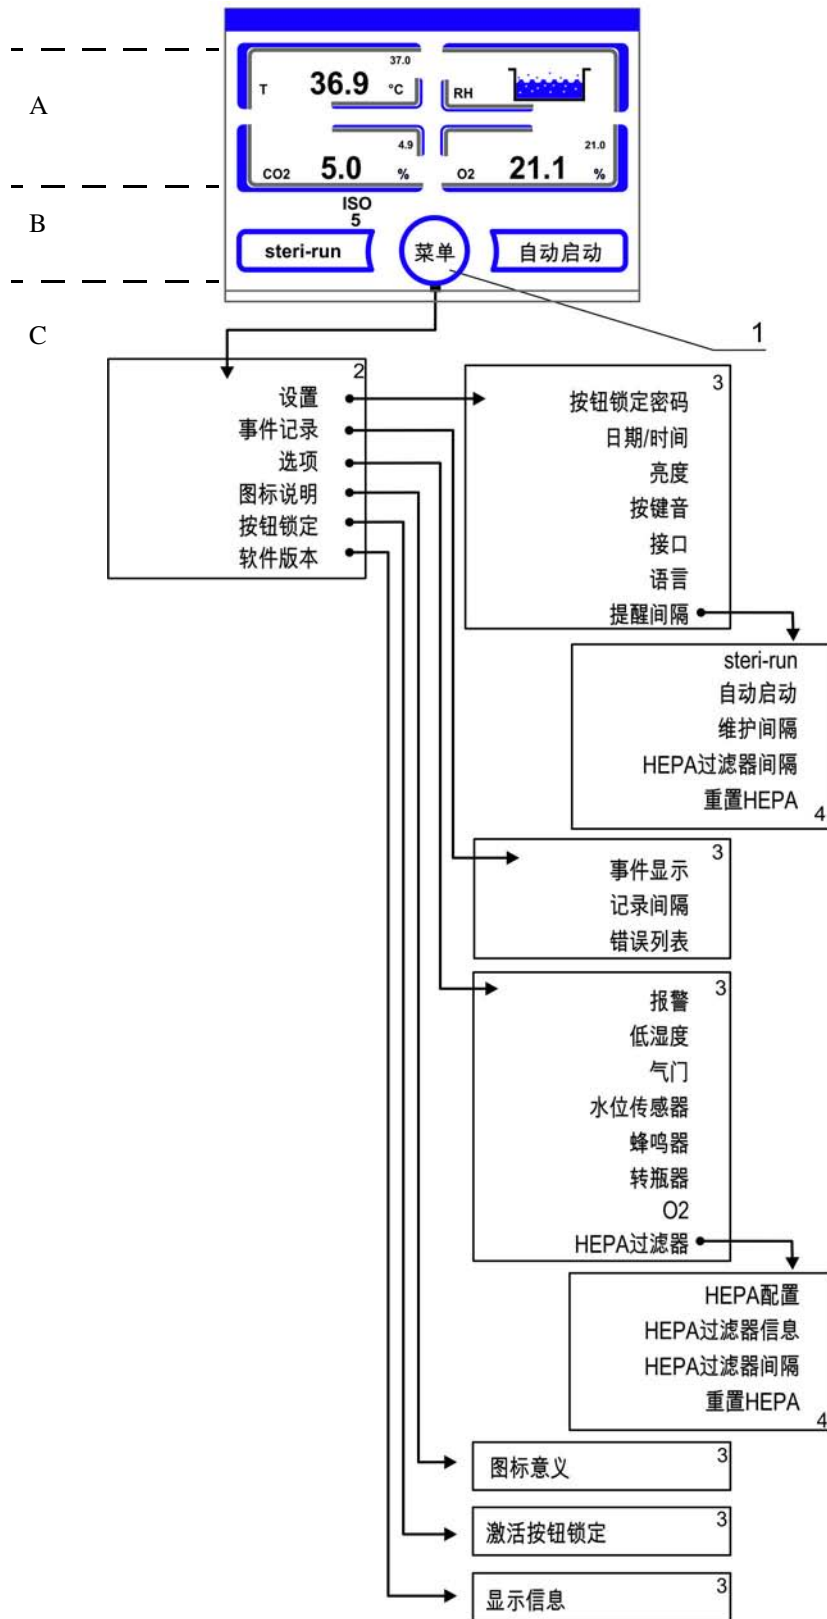 A
37.0
T 36.9 °C
RH
4.9
CO2 5.0 %
21.0
O2 21.1 %
B
ISO
5
steri-run
菜单
自动启动
1
C
2
设置
事件记录
选项
图标说明
按钮锁定
软件版本
3
按钮锁定密码
日期/时间
亮度
按键音
接口
语言
提醒间隔
steri-run
自动启动
维护间隔
HEPA过滤器间隔
重置HEPA
4
3
事件显示
记录间隔
错误列表
3
报警
低湿度
气门
水位传感器
蜂鸣器
转瓶器
O2
HEPA过滤器
HEPA配置
HEPA过滤器信息
HEPA过滤器间隔
重置HEPA
4
图标意义
3
激活按钮锁定
3
显示信息
3